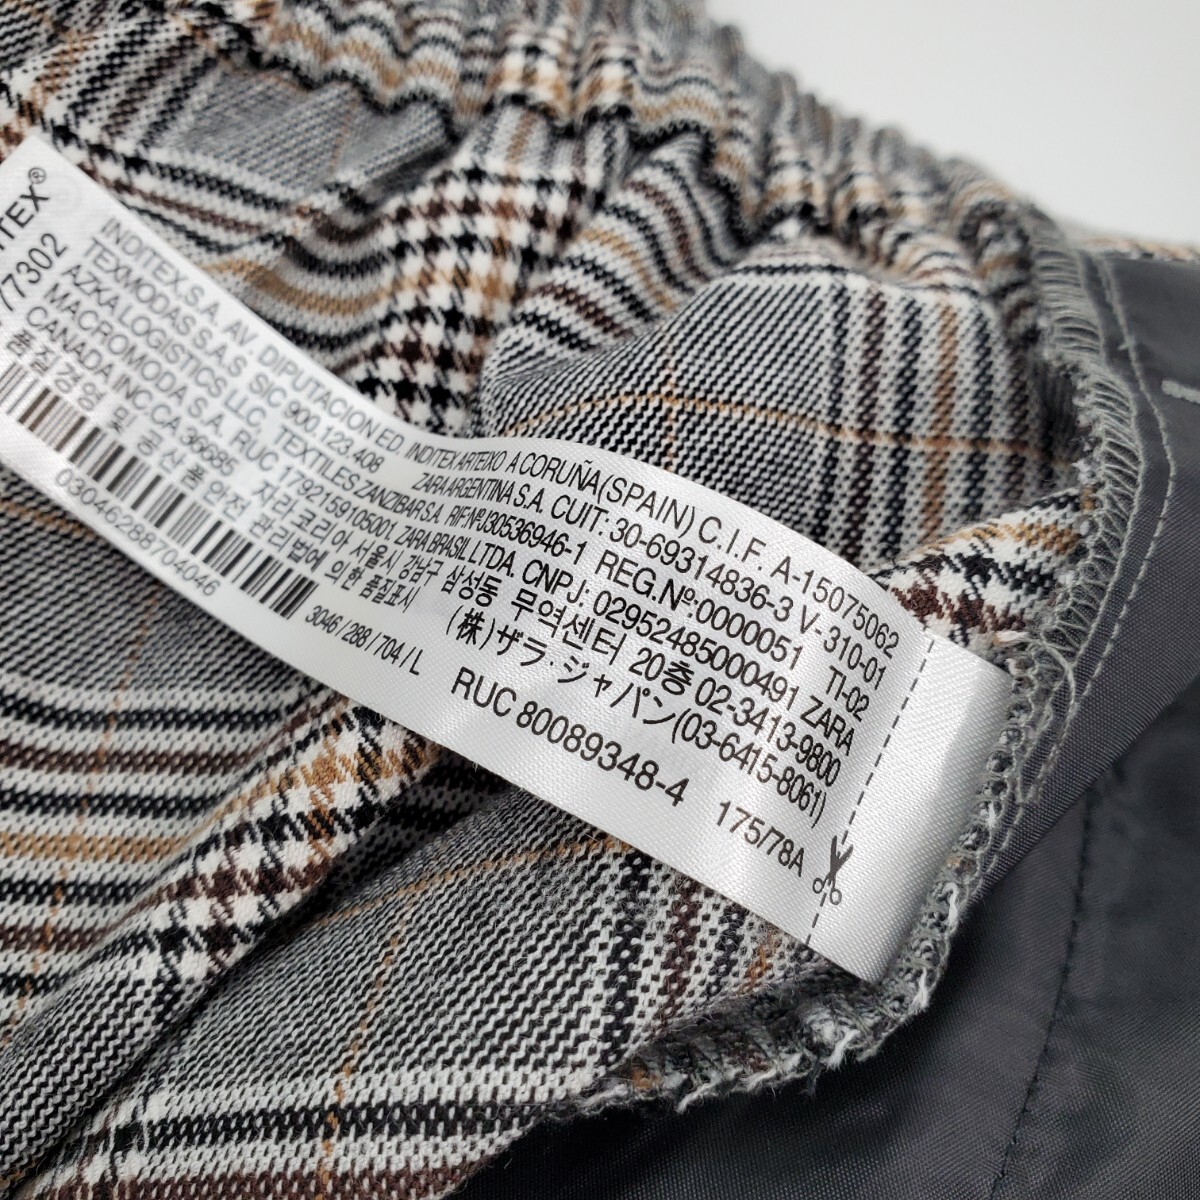 ITEX®
77302
INDITEX.S.A. AV. DIPUTACION ED. INDITEX ARTEIXO A CORUÑA(SPAIN) C.I.F. A-15075062
TEXMODAS S.A.S SIC 900.123.408 ZARA ARGENTINA S.A. CUIT: 30-69314836-3 V-310-01
AZKA LOGISTICS LLC, TEXTILES ZANZIBAR S.A. RIF-Nº J30536946-1 REG.Nº:0000051 TI-02
MACROMODA S.A. RUC 1792159105001. ZARA BRASIL LTDA. CNPJ: 02952485000491 ZARA
CANADA INC.CA 36685 자라코리아 서울시 강남구 삼성동 무역센터 20층 02-3413-9800
품질경영 및 공산품 안전 관리법에 의한 품질표시 (株)ザラ·ジャパン(03-6415-8061)
03046288704046
3046 / 288 / 704 / L RUC 80089348-4 175/78A